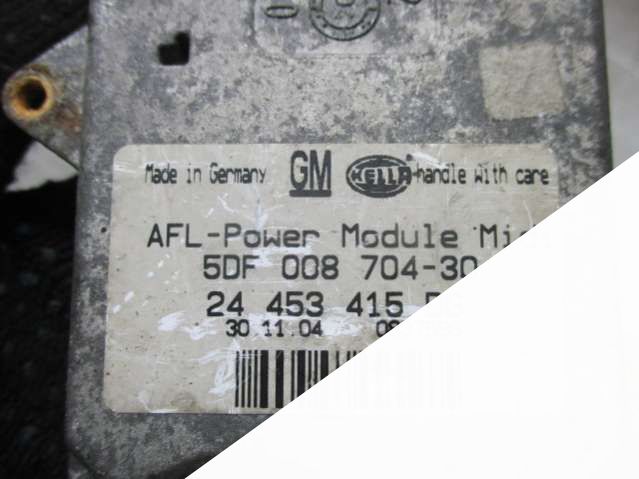 Made in Germany GM HELLA -handle With care
AFL-Power Module
5DF 008 704-30
24 453 415
30.11.04